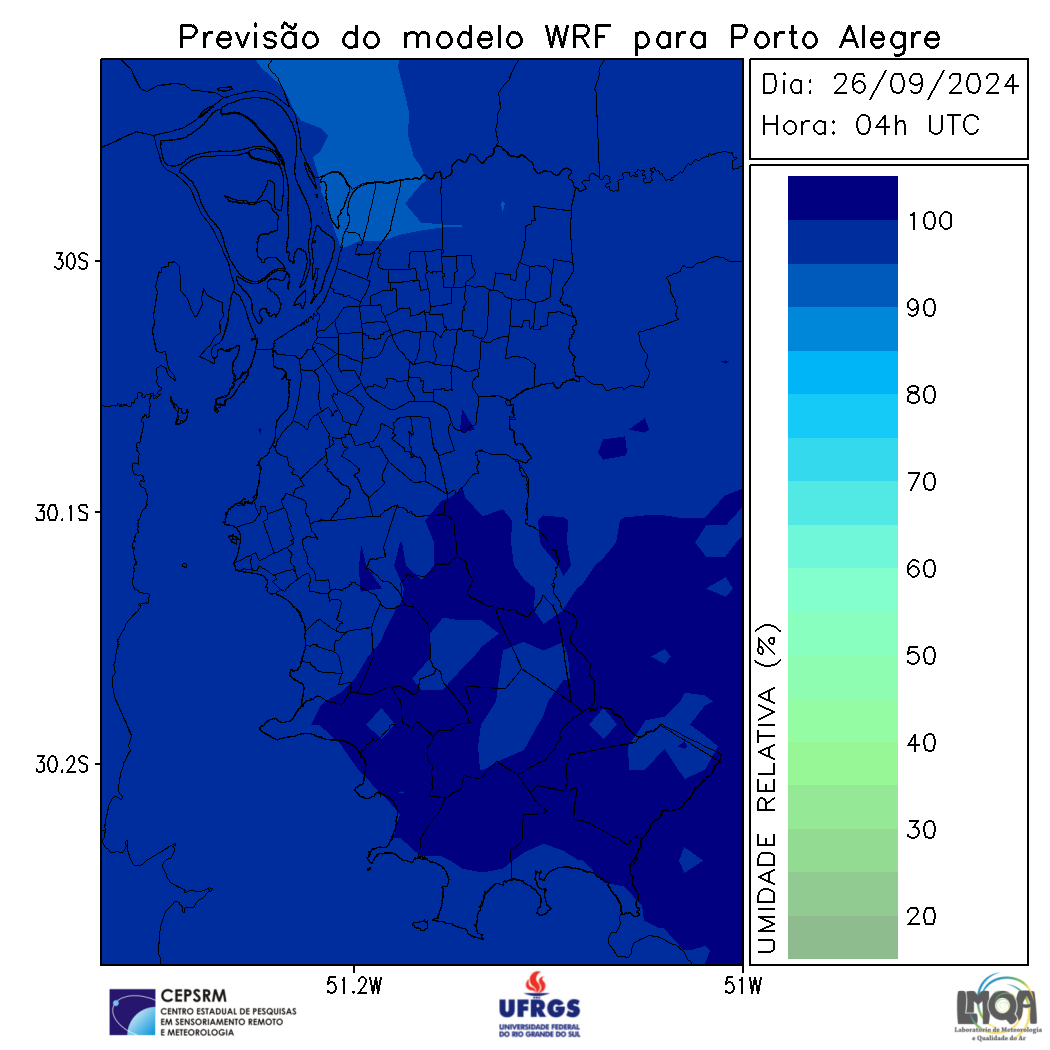 Previsão do modelo WRF para Porto Alegre
Dia: 26/09/2024
Hora: 04h UTC
100
90
80
70
60
50
40
30
20
UMIDADE RELATIVA (%)
30S
30.1S
30.2S
51.2W
51W
CEPSRM
CENTRO ESTADUAL DE PESQUISAS
EM SENSORIAMENTO REMOTO
E METEOROLOGIA
UFRGS
UNIVERSIDADE FEDERAL
DO RIO GRANDE DO SUL
LMQA
Laboratório de Meteorologia
e Qualidade do Ar